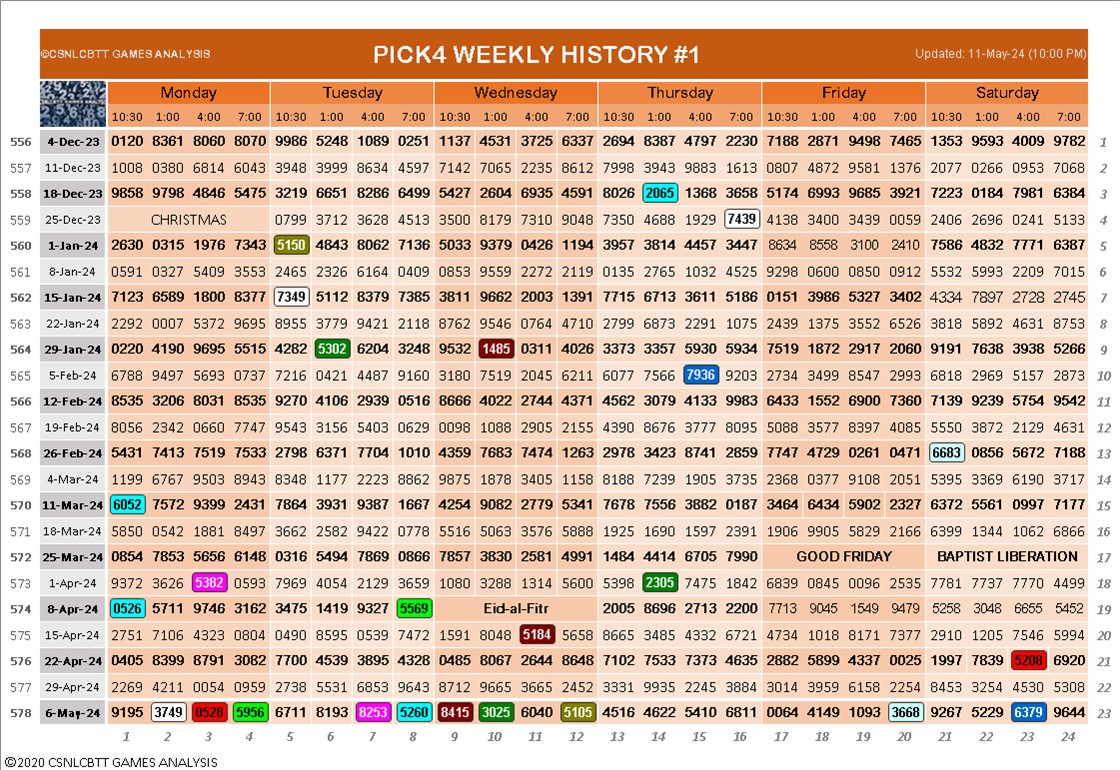 ©CSNLCBTT GAMES ANALYSIS PICK4 WEEKLY HISTORY #1 Updated: 11-May-24 (10:00 PM)
Monday Tuesday Wednesday Thursday Friday Saturday
10:30 1:00 4:00 7:00 10:30 1:00 4:00 7:00 10:30 1:00 4:00 7:00 10:30 1:00 4:00 7:00 10:30 1:00 4:00 7:00 10:30 1:00 4:00 7:00
556 4-Dec-23 0120 8361 8060 8070 9986 5248 1089 0251 1137 4531 3725 6337 2694 8387 4797 2230 7188 2871 9498 7465 1353 9593 4009 9782 1
557 11-Dec-23 1008 0380 6814 6043 3948 3999 8634 4597 7142 7065 2235 8612 7998 3943 9883 1613 0807 4872 9581 1376 2077 0266 0953 7068 2
558 18-Dec-23 9858 9798 4846 5475 3219 6651 8286 6499 5427 2604 6935 4591 8026 2065 1368 3658 5174 6993 9685 3921 7223 0184 7981 6384 3
559 25-Dec-23 CHRISTMAS 0799 3712 3628 4513 3500 8179 7310 9048 7350 4688 1929 7439 4138 3400 3439 0059 2406 2696 0241 5133 4
560 1-Jan-24 2630 0315 1976 7343 5150 4843 8062 7136 5033 9379 0426 1194 3957 3814 4457 3447 8634 8558 3100 2410 7586 4832 7771 6387 5
561 8-Jan-24 0591 0327 5409 3553 2465 2326 6164 0409 0853 9559 2272 2119 0135 2765 1032 4525 9298 0600 0850 0912 5532 5993 2209 7015 6
562 15-Jan-24 7123 6589 1800 8377 7349 5112 8379 7385 3811 9662 2003 1391 7715 6713 3611 5186 0151 3986 5327 3402 4334 7897 2728 2745 7
563 22-Jan-24 2292 0007 5372 9695 8955 3779 9421 2118 8762 9546 0764 4710 2799 6873 2291 1075 2439 1375 3552 6526 3818 5892 4631 8753 8
564 29-Jan-24 0220 4190 9695 5515 4282 5302 6204 3248 9532 1485 0311 4026 3373 3357 5930 5934 7519 1872 2917 2060 9191 7638 3938 5266 9
565 5-Feb-24 6788 9497 5693 0737 7216 0421 4487 9160 3180 7519 2045 6211 6077 7566 7936 9203 2734 3499 8547 2993 6818 2969 5157 2873 10
566 12-Feb-24 8535 3206 8031 8535 9270 4106 2939 0516 8666 4022 2744 4371 4562 3079 4133 9983 6433 1552 6900 7360 7139 9239 5754 9542 11
567 19-Feb-24 8056 2342 0660 7747 9543 3156 5403 0629 0098 1088 2905 2155 4390 8676 3777 8095 5088 3577 8397 4085 5550 3872 2129 4631 12
568 26-Feb-24 5431 7413 7519 7533 2798 6371 7704 1010 4359 7683 7474 1263 2978 3423 8741 2859 7747 4729 0261 0471 6683 0856 5672 7188 13
569 4-Mar-24 1199 6767 9503 8943 8348 1177 2223 8862 9875 1878 3405 1158 8188 7239 1905 3735 2368 0377 9108 2051 5395 3369 6190 3717 14
570 11-Mar-24 6052 7572 9399 2431 7864 3931 9387 1667 4254 9082 2779 5341 7678 7556 3882 0187 3464 6434 5902 2327 6372 5561 0997 7177 15
571 18-Mar-24 5850 0542 1881 8497 3662 2582 9422 0778 5516 5063 3576 5888 1925 1690 1597 2391 1906 9905 5829 2166 6399 1344 1062 6866 16
572 25-Mar-24 0854 7853 5656 6148 0316 5494 7869 0866 7857 3830 2581 4991 1484 4414 6705 7990 GOOD FRIDAY BAPTIST LIBERATION 17
573 1-Apr-24 9372 3626 5382 0593 7969 4054 2129 3659 1080 3288 1314 5600 5398 2305 7475 1842 6839 0845 0096 2535 7781 7737 7770 4499 18
574 8-Apr-24 0526 5711 9746 3162 3475 1419 9327 5569 Eid-al-Fitr 2005 8696 2713 2200 7713 9045 1549 9479 5258 3048 6655 5452 19
575 15-Apr-24 2751 7106 4323 0804 0490 8595 0539 7472 1591 8048 5184 5658 8665 3485 4332 6721 4734 1018 8171 7377 2910 1205 7546 5994 20
576 22-Apr-24 0405 8399 8791 3082 7700 4539 3895 4328 0485 8067 2644 8648 7102 7533 7373 4635 2882 5899 4337 0025 1997 7839 5208 6920 21
577 29-Apr-24 2269 4211 0054 0959 2738 5531 6853 9643 8712 9665 3665 2452 3331 9935 2245 3884 3014 3959 6158 2254 8453 3254 4530 5308 22
578 6-May-24 9195 3749 0528 5956 6711 8193 8253 5260 8415 3025 6040 5105 4516 4622 5410 6811 0064 4149 1093 3668 9267 5229 6379 9644 23
1 2 3 4 5 6 7 8 9 10 11 12 13 14 15 16 17 18 19 20 21 22 23 24
©2020 CSNLCBTT GAMES ANALYSIS